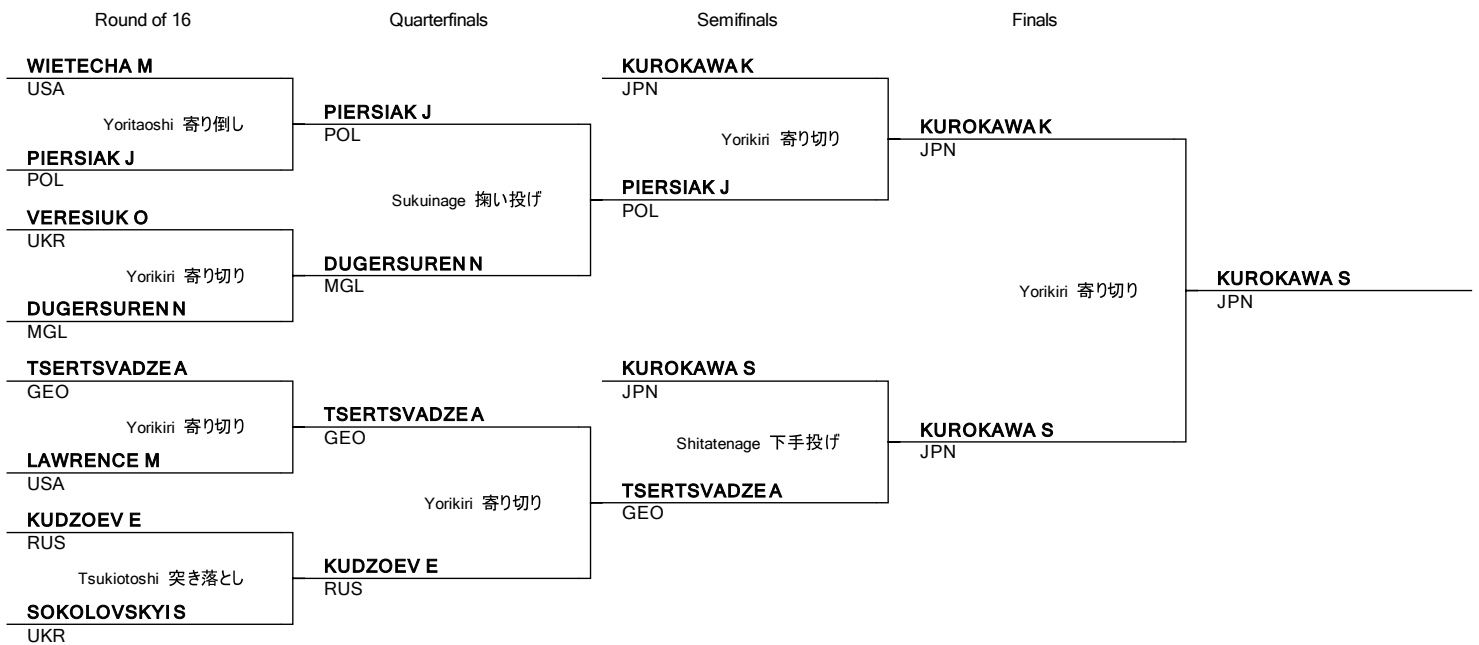 Round of 16 Quarterfinals Semifinals Finals
WIETECHA M
USA
Yoritaoshi 寄り倒し
PIERSIAK J
POL
VERESIUK O
UKR
Yorikiri 寄り切り
DUGERSUREN N
MGL
TSERTSVADZE A
GEO
Yorikiri 寄り切り
LAWRENCE M
USA
KUDZOEV E
RUS
Tsukiotoshi 突き落とし
SOKOLOVSKYI S
UKR
PIERSIAK J
POL
Sukuinage 掬い投げ
DUGERSUREN N
MGL
TSERTSVADZE A
GEO
Yorikiri 寄り切り
KUDZOEV E
RUS
KUROKAWA K
JPN
Yorikiri 寄り切り
PIERSIAK J
POL
KUROKAWA S
JPN
Shitatenage 下手投げ
TSERTSVADZE A
GEO
KUROKAWA K
JPN
Yorikiri 寄り切り
KUROKAWA S
JPN
KUROKAWA S
JPN